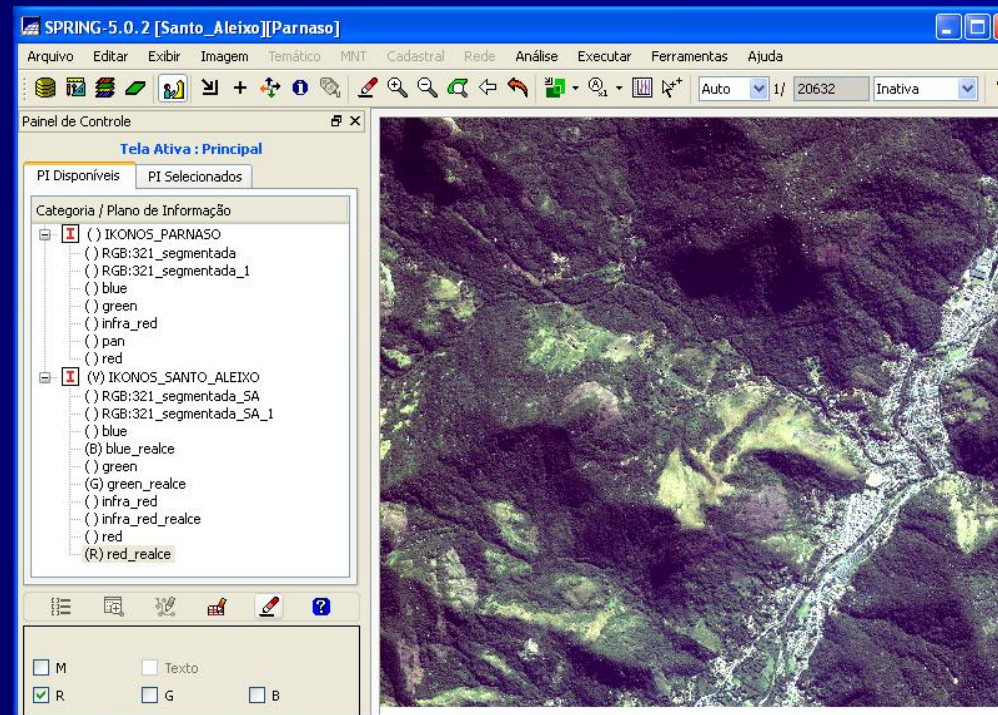 SPRING-5.0.2 [Santo_Aleixo][Parnaso]
Arquivo Editar Exibir Imagem Temático MNT Cadastral Rede Análise Executar Ferramentas Ajuda
Auto 1/ 20632 Inativa
Painel de Controle
Tela Ativa : Principal
PI Disponíveis PI Selecionados
Categoria / Plano de Informação
( ) IKONOS_PARNASO
( ) RGB:321_segmentada
( ) RGB:321_segmentada_1
( ) blue
( ) green
( ) infra_red
( ) pan
( ) red
(V) IKONOS_SANTO_ALEIXO
( ) RGB:321_segmentada_SA
( ) RGB:321_segmentada_SA_1
( ) blue
(B) blue_realce
( ) green
(G) green_realce
( ) infra_red
( ) infra_red_realce
( ) red
(R) red_realce
M Texto
R G B